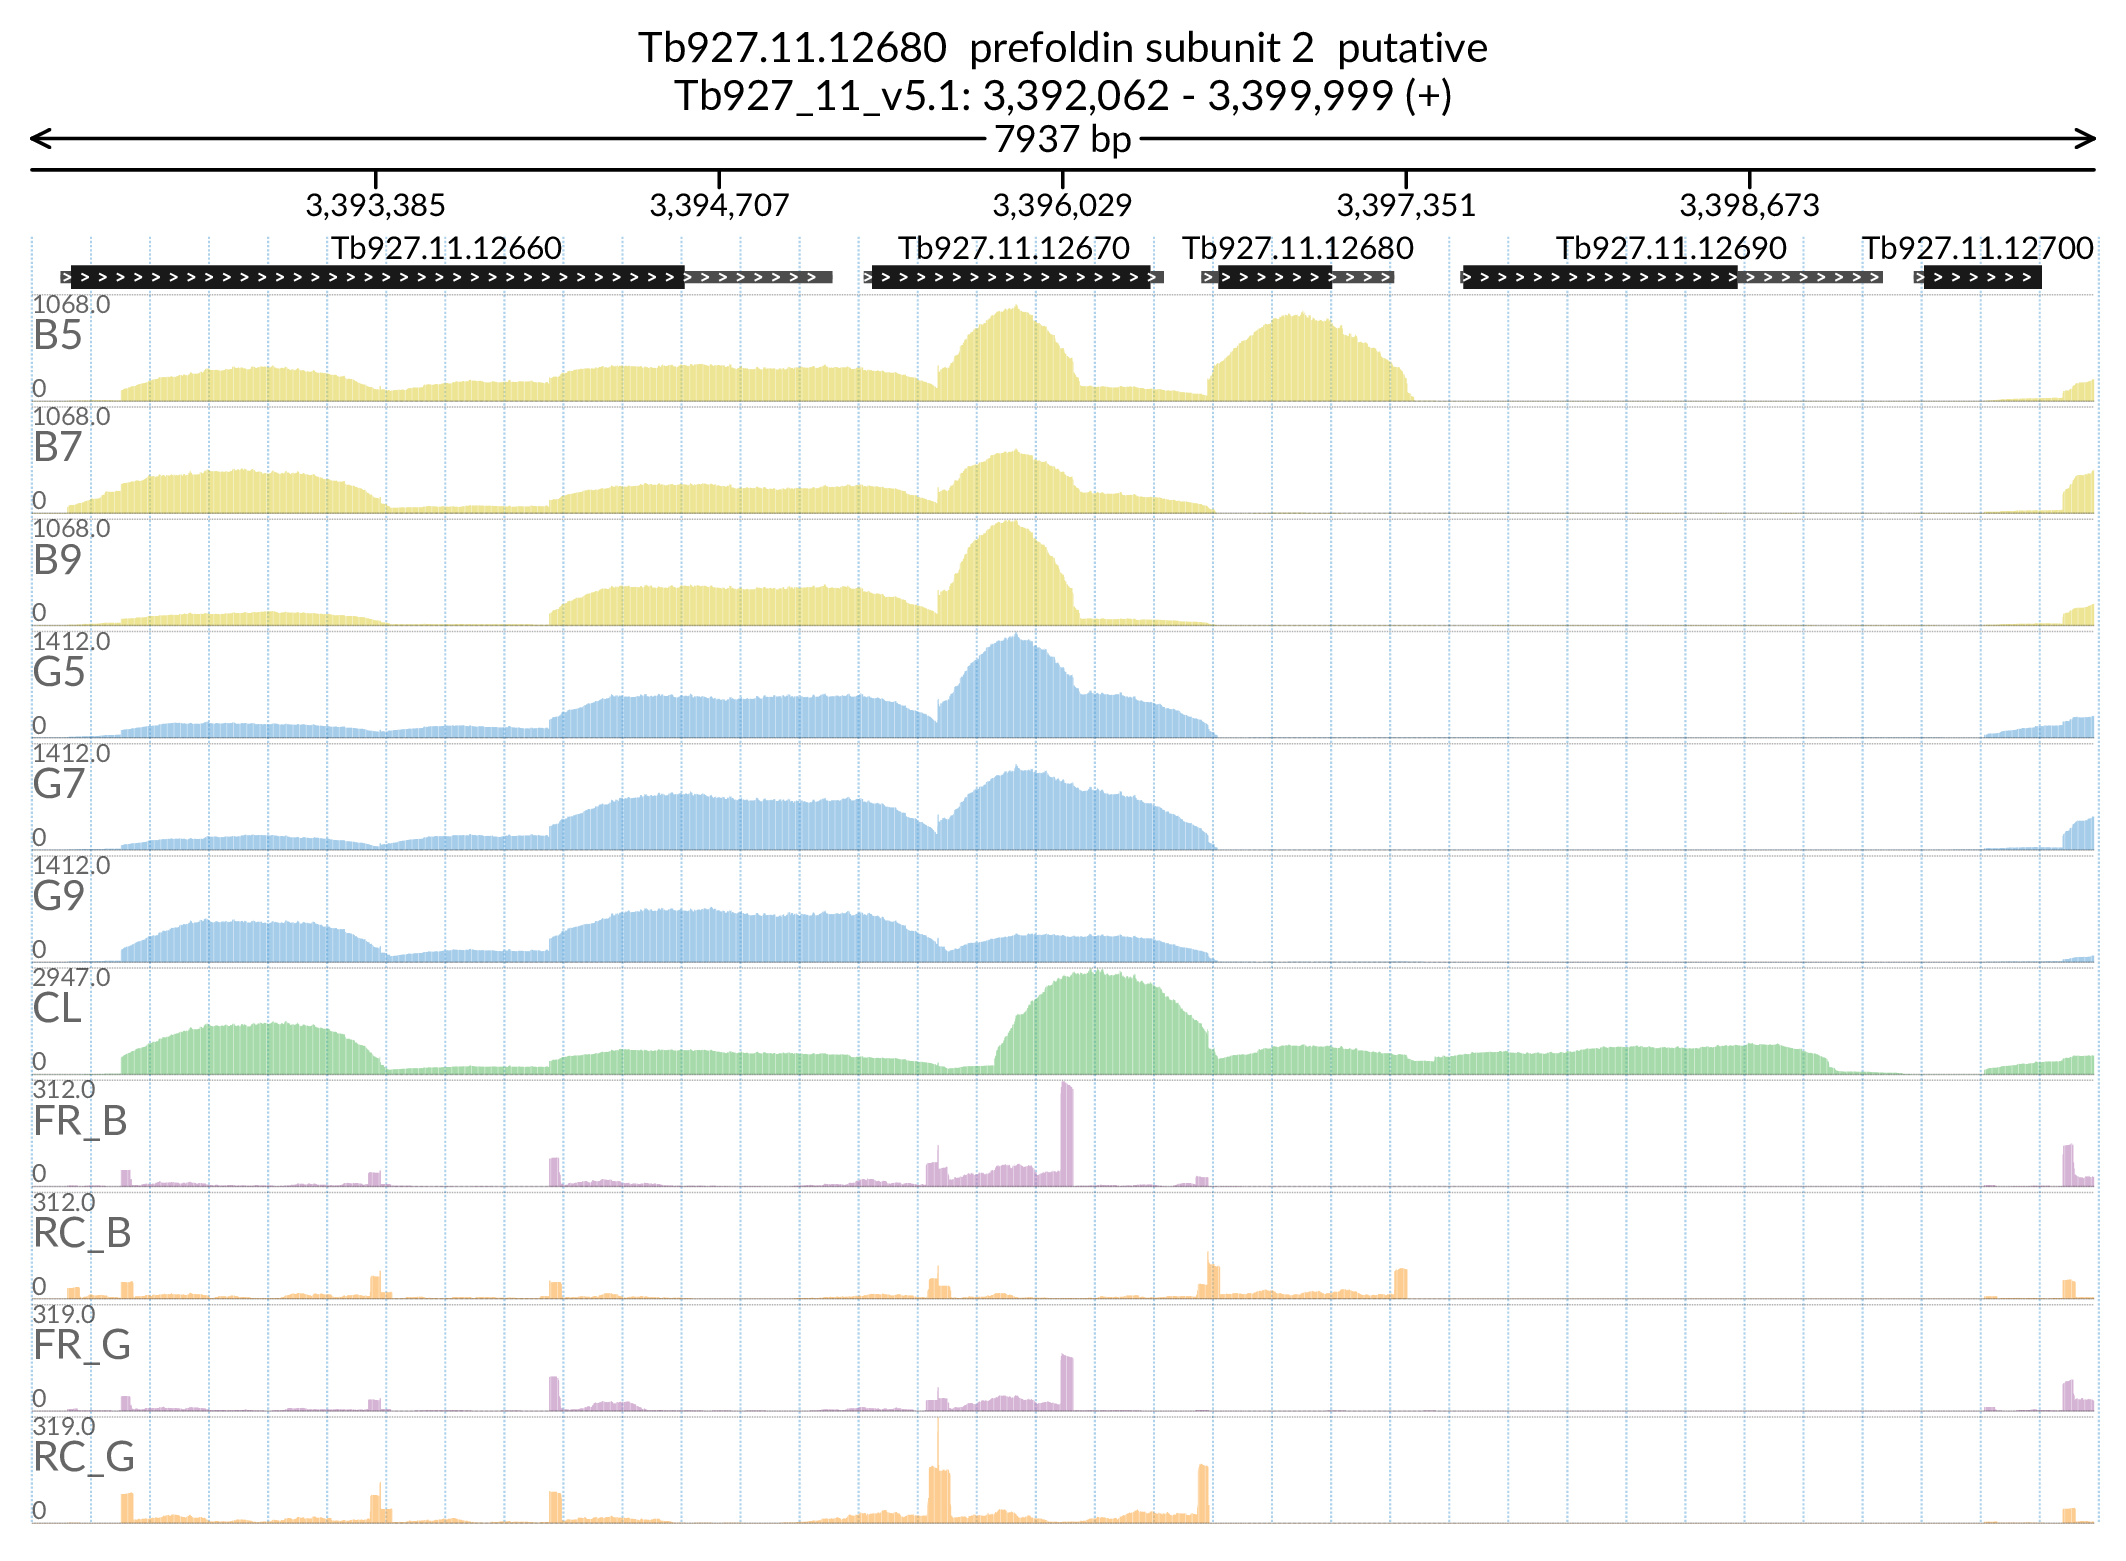 Tb927.11.12680  prefoldin subunit 2  putative
Tb927_11_v5.1: 3,392,062 - 3,399,999 (+)
7937 bp
3,393,385 3,394,707 3,396,029 3,397,351 3,398,673
Tb927.11.12660 Tb927.11.12670 Tb927.11.12680 Tb927.11.12690 Tb927.11.12700
1068.0
B5
0
1068.0
B7
0
1068.0
B9
0
1412.0
G5
0
1412.0
G7
0
1412.0
G9
0
2947.0
CL
0
312.0
FR_B
0
312.0
RC_B
0
319.0
FR_G
0
319.0
RC_G
0